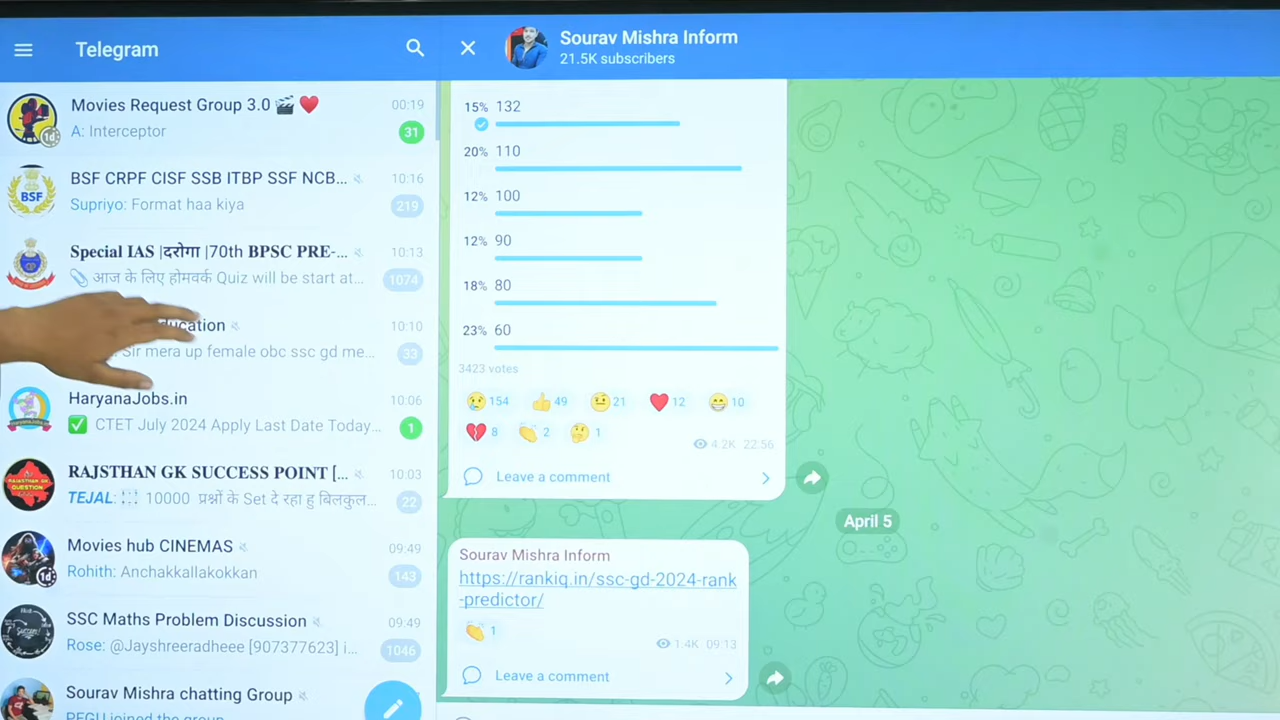 Telegram
Movies Request Group 3.0 🎬 ❤️
00:19
A: Interceptor
31
BSF CRPF CISF SSB ITBP SSF NCB...
10:16
Supriyo: Format haa kiya
219
BSF
Special IAS |दरोगा |70th BPSC PRE-...
10:13
📎 आज के लिए होमवर्क Quiz will be start at...
1074
10:10
Sir mera up female obc ssc gd me...
33
HaryanaJobs.in
10:06
✅ CTET July 2024 Apply Last Date Today...
1
RAJSTHAN GK SUCCESS POINT [...
10:03
TEJAL: 10000 प्रश्नों के Set दे रहा हु बिलकुल...
22
Movies hub CINEMAS
09:49
Rohith: Anchakkallakokkan
143
SSC Maths Problem Discussion
09:49
Rose: @Jayshreeradheee [907377623] i...
1046
Sourav Mishra chatting Group
PEGU joined the group
Sourav Mishra Inform
21.5K subscribers
15% 132
20% 110
12% 100
12% 90
18% 80
23% 60
3423 votes
😢 154 👍 49 🤨 21 ❤️ 12 😁 10
💔 8 👏 2 🤔 1
4.2K 22:56
Leave a comment
April 5
Sourav Mishra Inform
https://rankiq.in/ssc-gd-2024-rank
-predictor/
👏 1
1.4K 09:13
Leave a comment